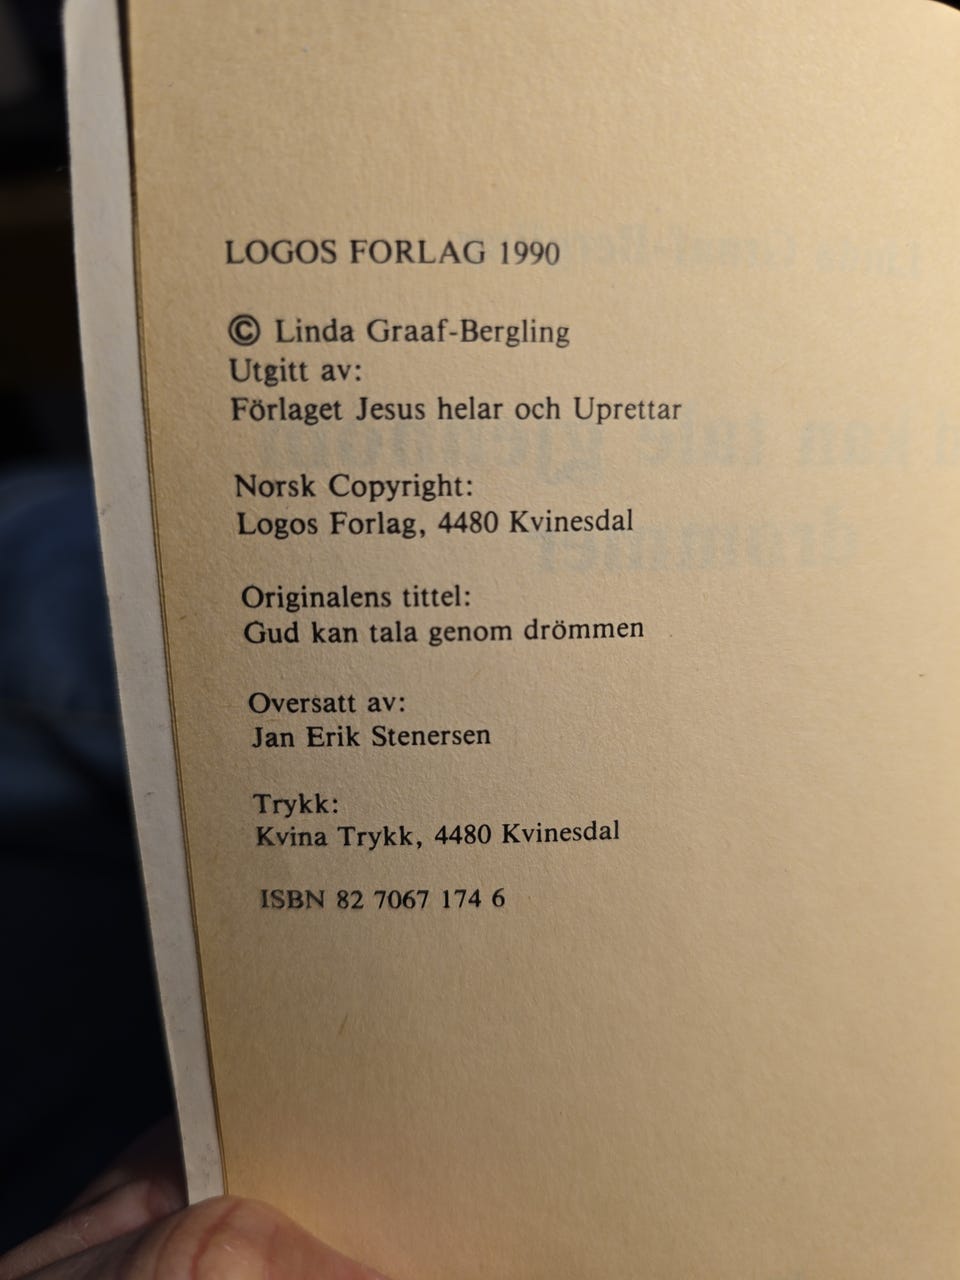 LOGOS FORLAG 1990
© Linda Graaf-Bergling
Utgitt av:
Förlaget Jesus helar och Uprettar
Norsk Copyright:
Logos Forlag, 4480 Kvinesdal
Originalens tittel:
Gud kan tala genom drömmen
Oversatt av:
Jan Erik Stenersen
Trykk:
Kvina Trykk, 4480 Kvinesdal
ISBN 82 7067 174 6